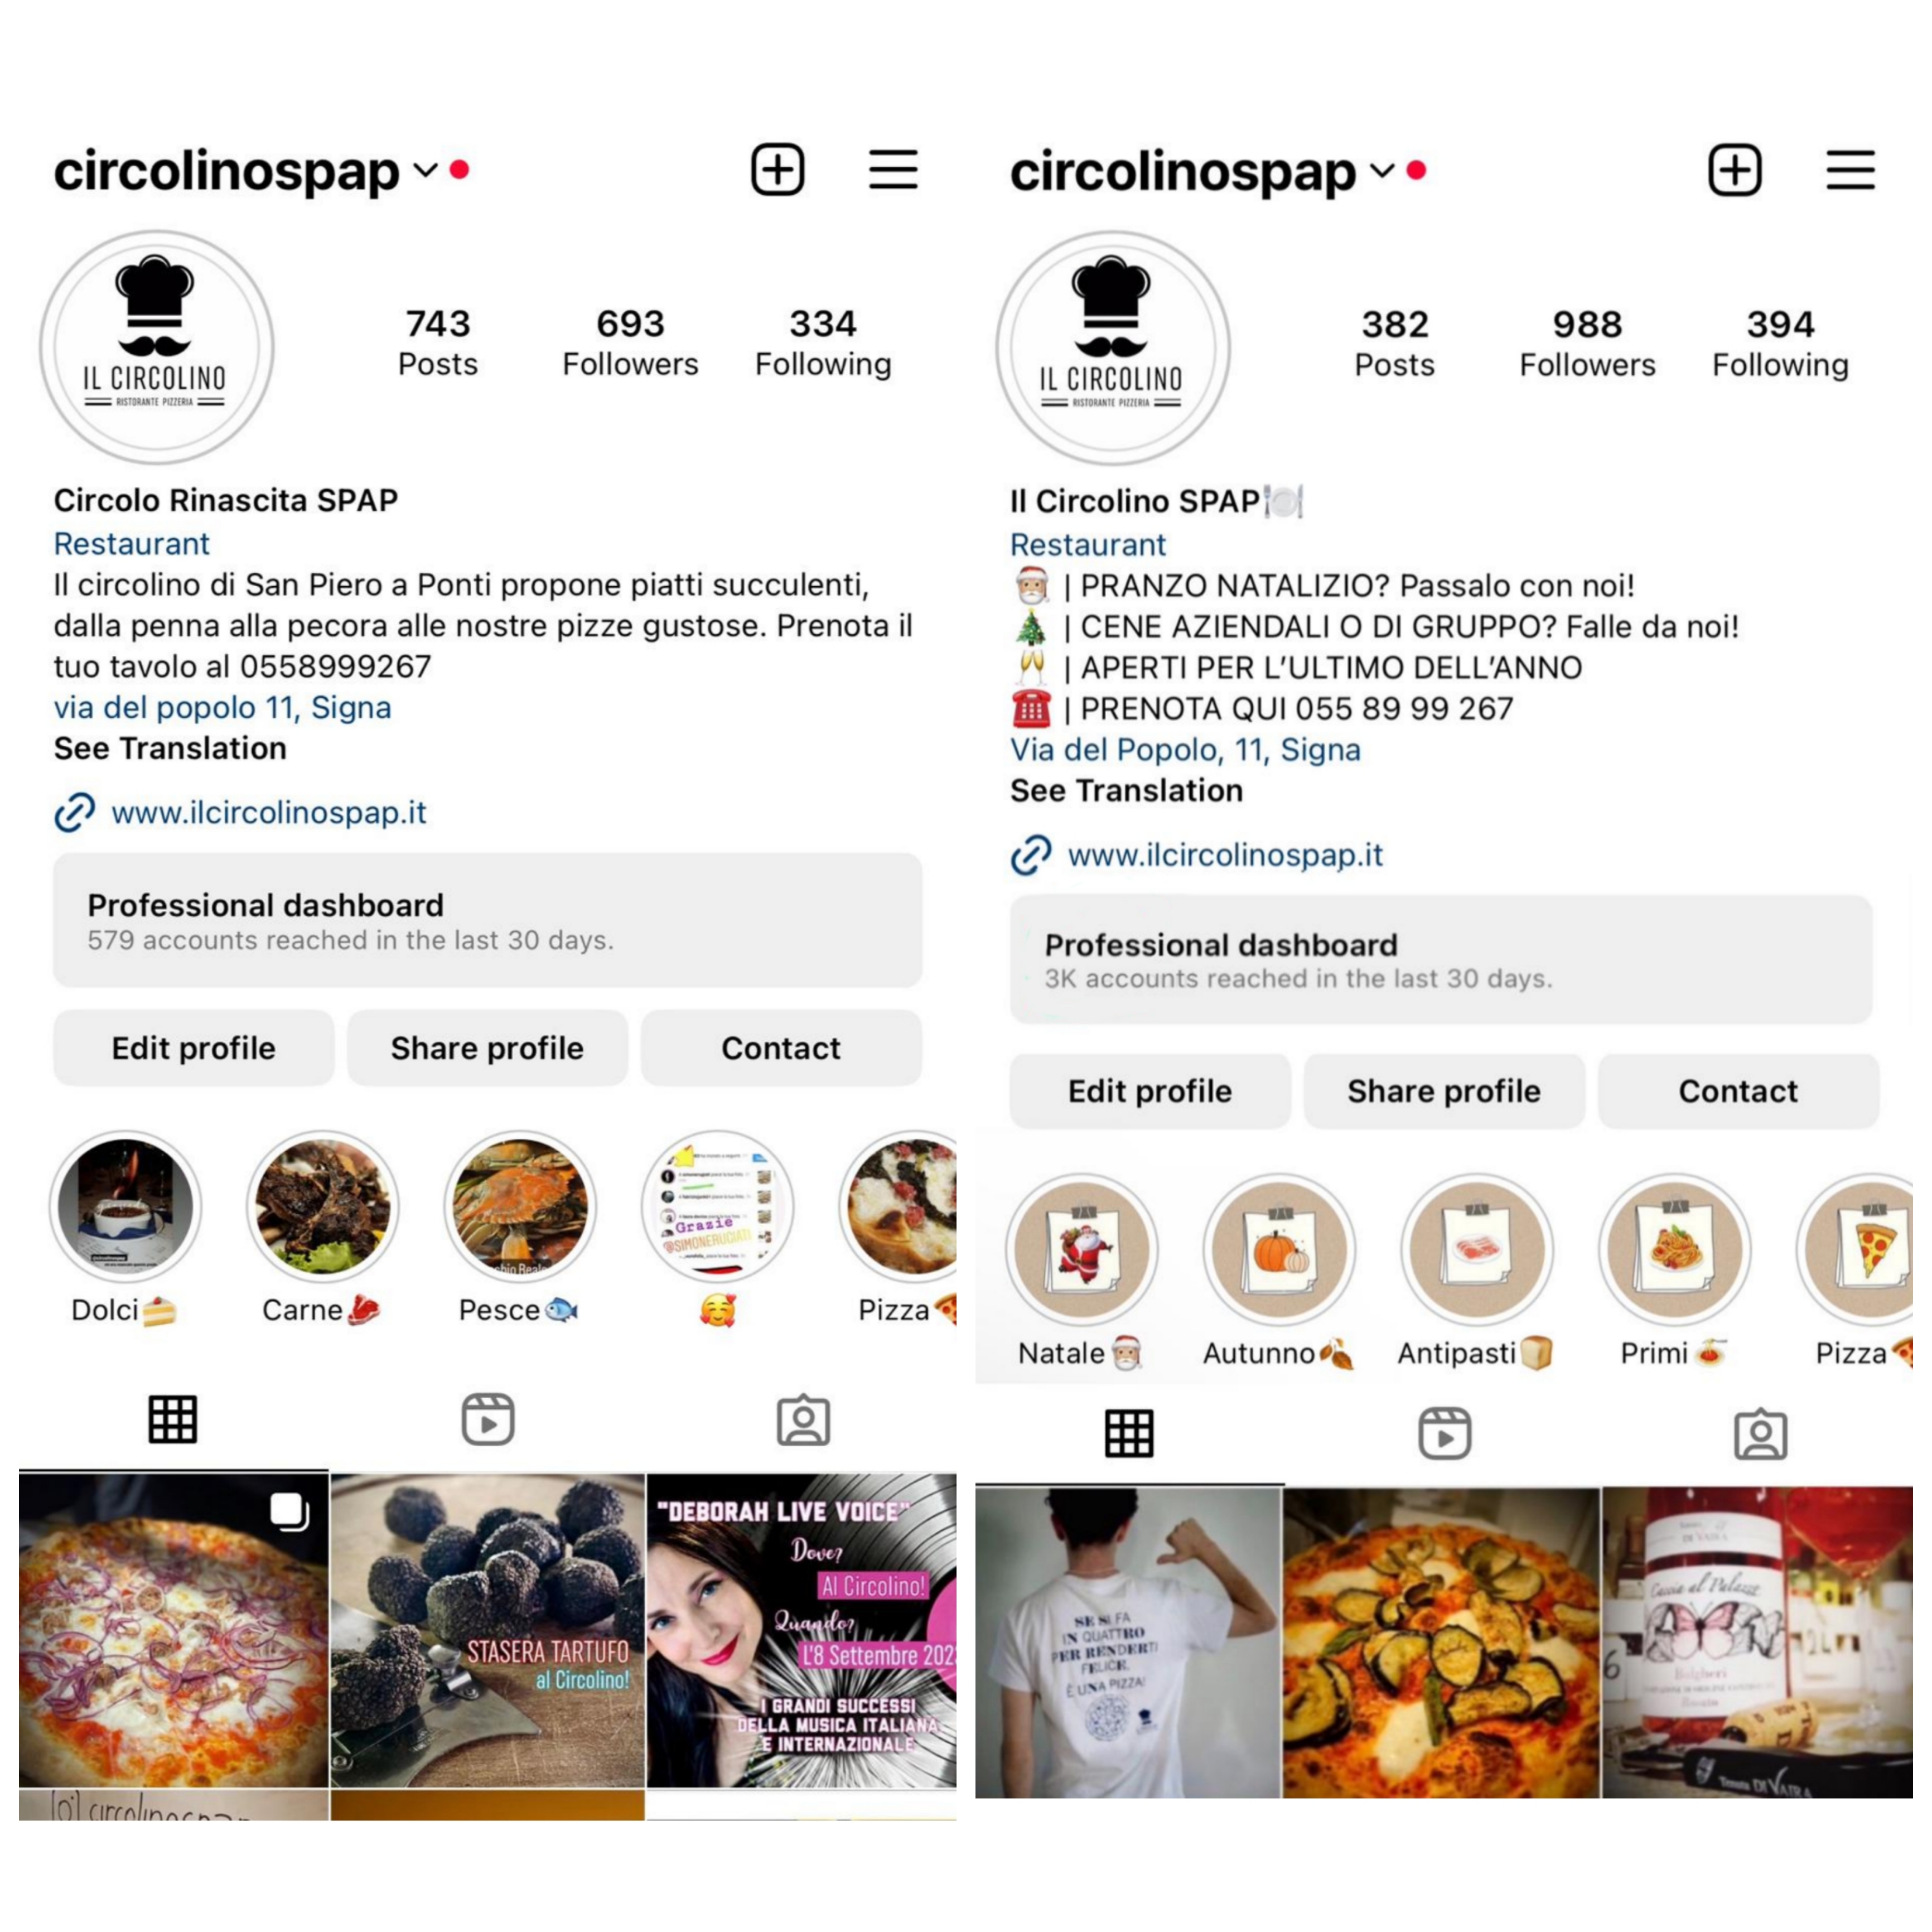 circolinospap
IL CIRCOLINO
RISTORANTE PIZZERIA
743
Posts
693
Followers
334
Following
Circolo Rinascita SPAP
Restaurant
Il circolino di San Piero a Ponti propone piatti succulenti,
dalla penna alla pecora alle nostre pizze gustose. Prenota il
tuo tavolo al 0558999267
via del popolo 11, Signa
See Translation
www.ilcircolinospap.it
Professional dashboard
579 accounts reached in the last 30 days.
Edit profile
Share profile
Contact
Grazie
@SIMONERUGIATI
Dolci
Carne
Pesce
Pizza
STASERA TARTUFO
al Circolino!
"DEBORAH LIVE VOICE"
Dove?
Al Circolino!
Quando?
L'8 Settembre 202
I GRANDI SUCCESSI
DELLA MUSICA ITALIANA
E INTERNAZIONALE
circolinospap
IL CIRCOLINO
RISTORANTE PIZZERIA
382
Posts
988
Followers
394
Following
Il Circolino SPAP🍽
Restaurant
🎅🏼 | PRANZO NATALIZIO? Passalo con noi!
🎄 | CENE AZIENDALI O DI GRUPPO? Falle da noi!
🥂 | APERTI PER L'ULTIMO DELL'ANNO
☎️ | PRENOTA QUI 055 89 99 267
Via del Popolo, 11, Signa
See Translation
www.ilcircolinospap.it
Professional dashboard
3K accounts reached in the last 30 days.
Edit profile
Share profile
Contact
Natale
Autunno
Antipasti
Primi
Pizza
SE SI FA
IN QUATTRO
PER RENDERTI
FELICE,
È UNA PIZZA!
DI VAIRA
Caccia al Palazzo
Bolgheri
Tenuta DI VAIRA